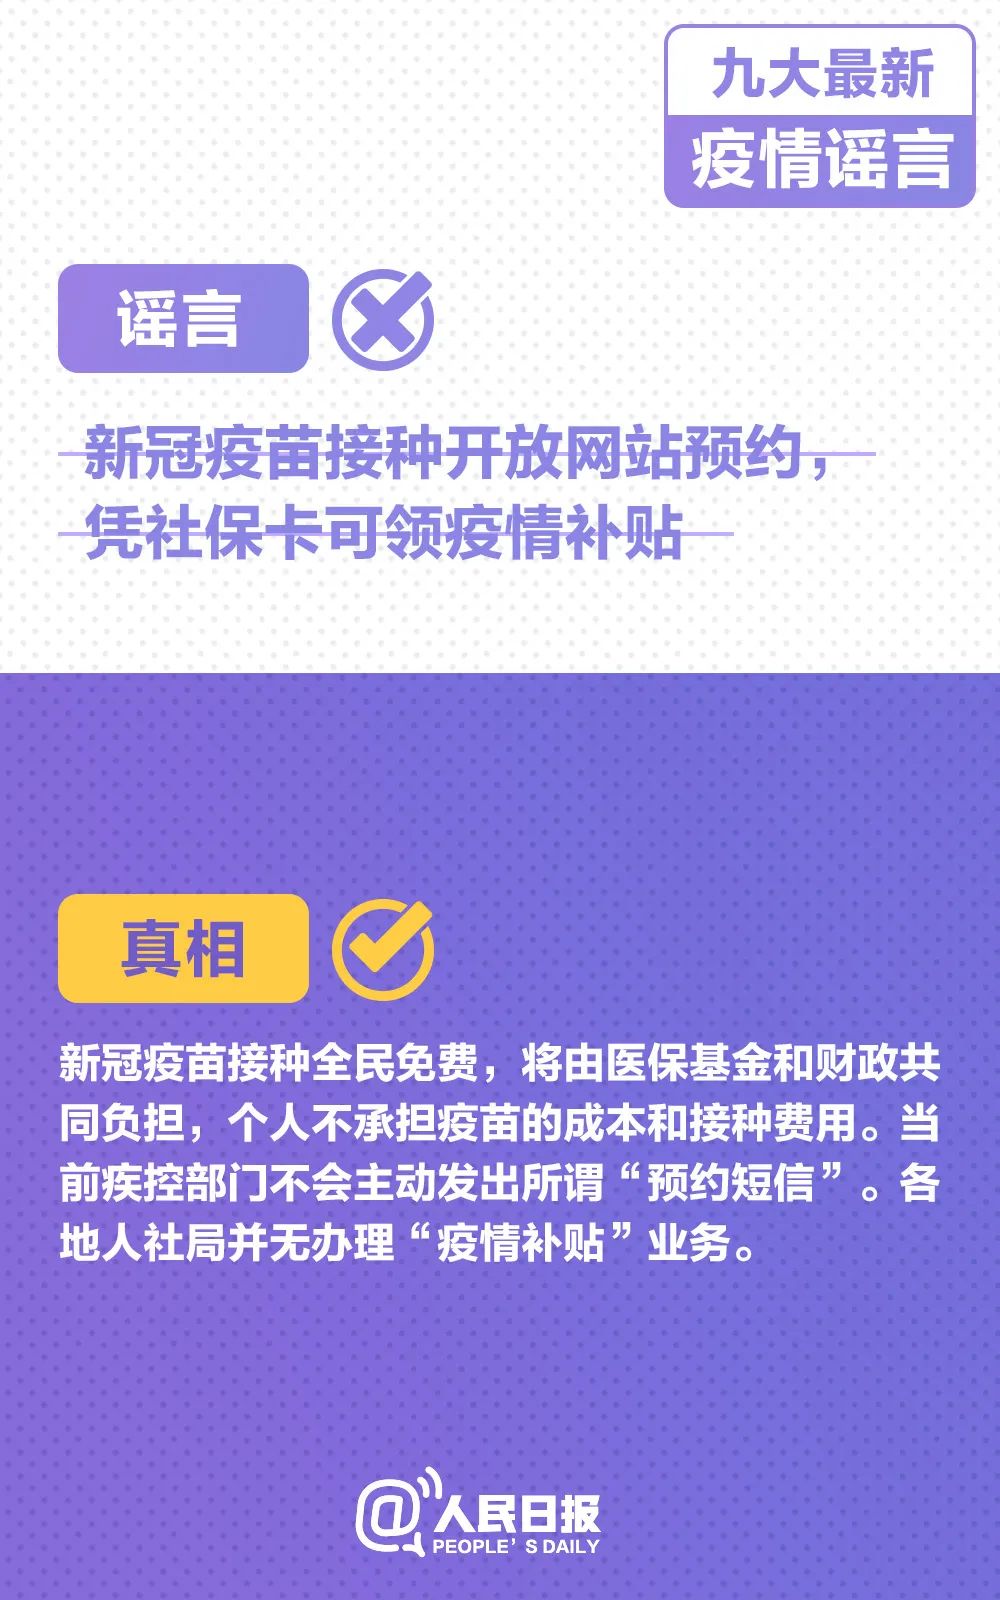 九大最新
疫情谣言
谣言
新冠疫苗接种开放网站预约，
凭社保卡可领疫情补贴
真相
新冠疫苗接种全民免费，将由医保基金和财政共
同负担，个人不承担疫苗的成本和接种费用。当
前疾控部门不会主动发出所谓“预约短信”。各
地人社局并无办理“疫情补贴”业务。
@人民日报
PEOPLE'S DAILY